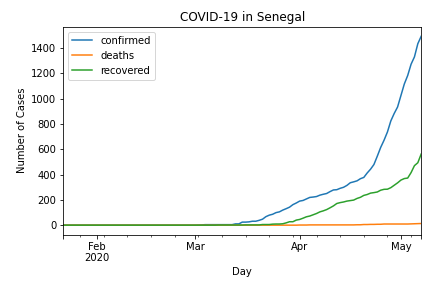 COVID-19 in Senegal
confirmed
deaths
recovered
Number of Cases
1400
1200
1000
800
600
400
200
0
Feb
2020
Mar
Apr
May
Day